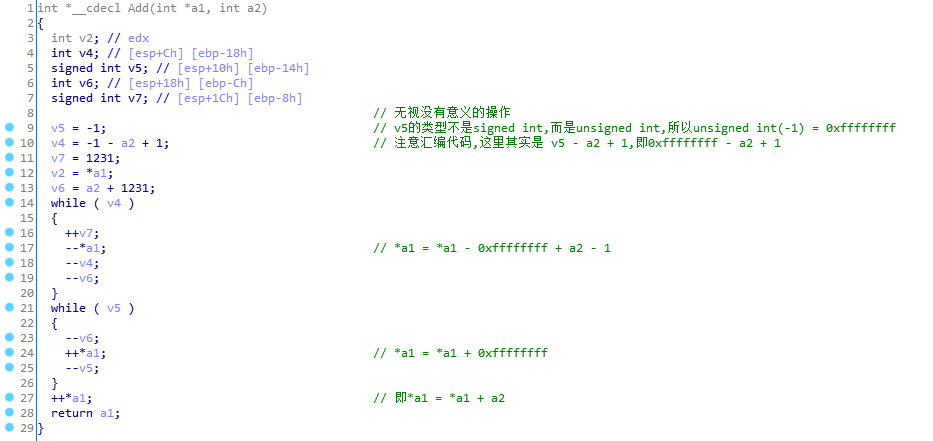 1 int *__cdecl Add(int *a1, int a2)
2 {
3 int v2; // edx
4 int v4; // [esp+Ch] [ebp-18h]
5 signed int v5; // [esp+10h] [ebp-14h]
6 int v6; // [esp+18h] [ebp-Ch]
7 signed int v7; // [esp+1Ch] [ebp-8h]
8 // 无视没有意义的操作
9 v5 = -1; // v5的类型不是signed int,而是unsigned int,所以unsigned int(-1) = 0xffffffff
10 v4 = -1 - a2 + 1; // 注意汇编代码,这里其实是 v5 - a2 + 1,即0xffffffff - a2 + 1
11 v7 = 1231;
12 v2 = *a1;
13 v6 = a2 + 1231;
14 while ( v4 )
15 {
16 ++v7;
17 --*a1; // *a1 = *a1 - 0xffffffff + a2 - 1
18 --v4;
19 --v6;
20 }
21 while ( v5 )
22 {
23 --v6;
24 ++*a1; // *a1 = *a1 + 0xffffffff
25 --v5;
26 }
27 ++*a1; // 即*a1 = *a1 + a2
28 return a1;
29 }